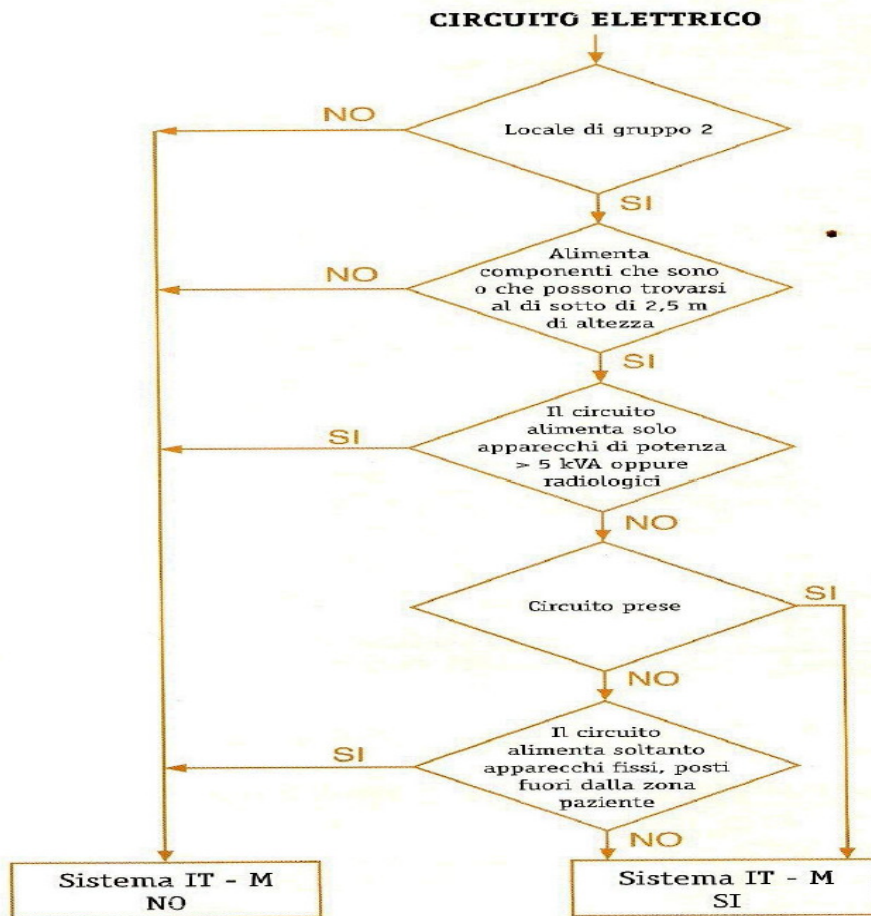 CIRCUITO ELETTRICO
NO
Locale di gruppo 2
SI
NO
Alimenta
componenti che sono
o che possono trovarsi
al di sotto di 2,5 m
di altezza
SI
SI
Il circuito
alimenta solo
apparecchi di potenza
> 5 kVA oppure
radiologici
NO
Circuito prese
SI
NO
SI
Il circuito
alimenta soltanto
apparecchi fissi, posti
fuori dalla zona
paziente
NO
Sistema IT - M
NO
Sistema IT - M
SI